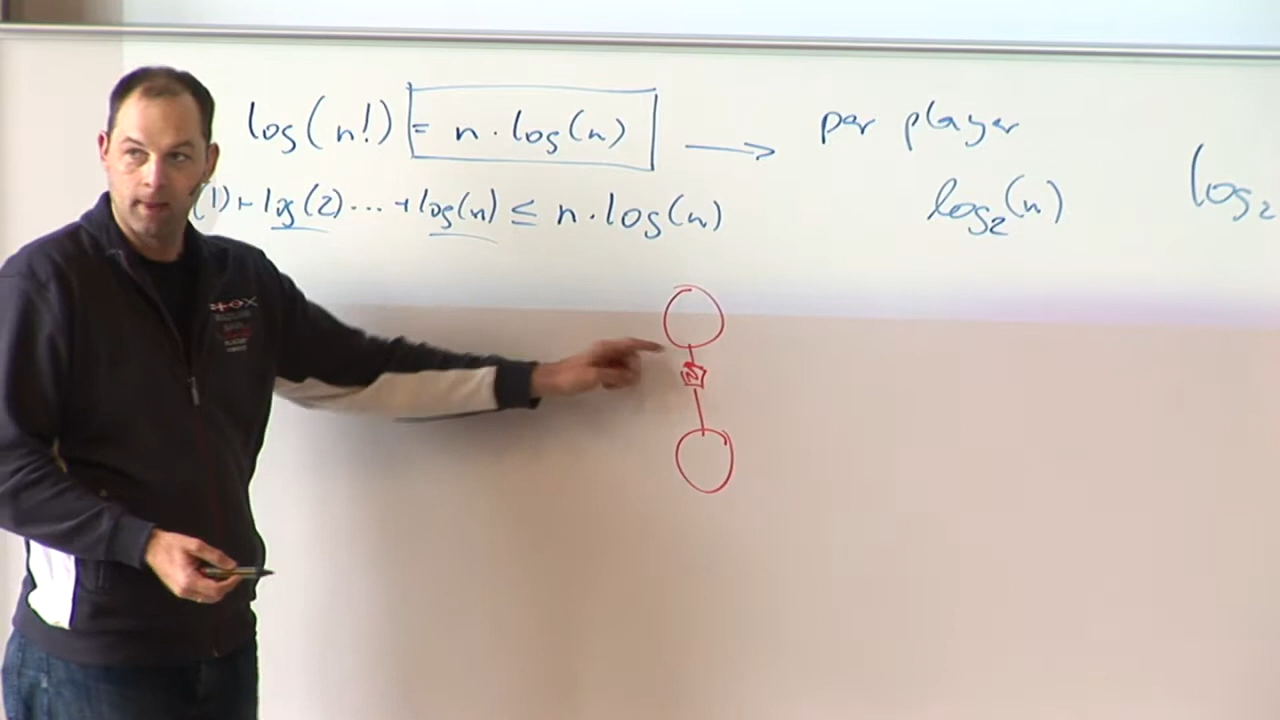 log(n!) = n · log(n) → per player
(1) + log(2) ... + log(n) ≤ n · log(n)
log₂(n)
log₂